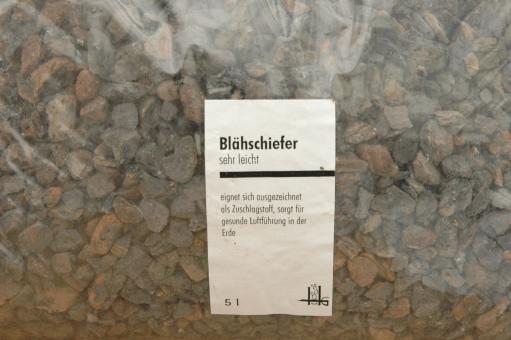 Blähschiefer
sehr leicht
eignet sich ausgezeichnet
als Zuschlagstoff, sorgt für
gesunde Luftführung in der
Erde
5 l